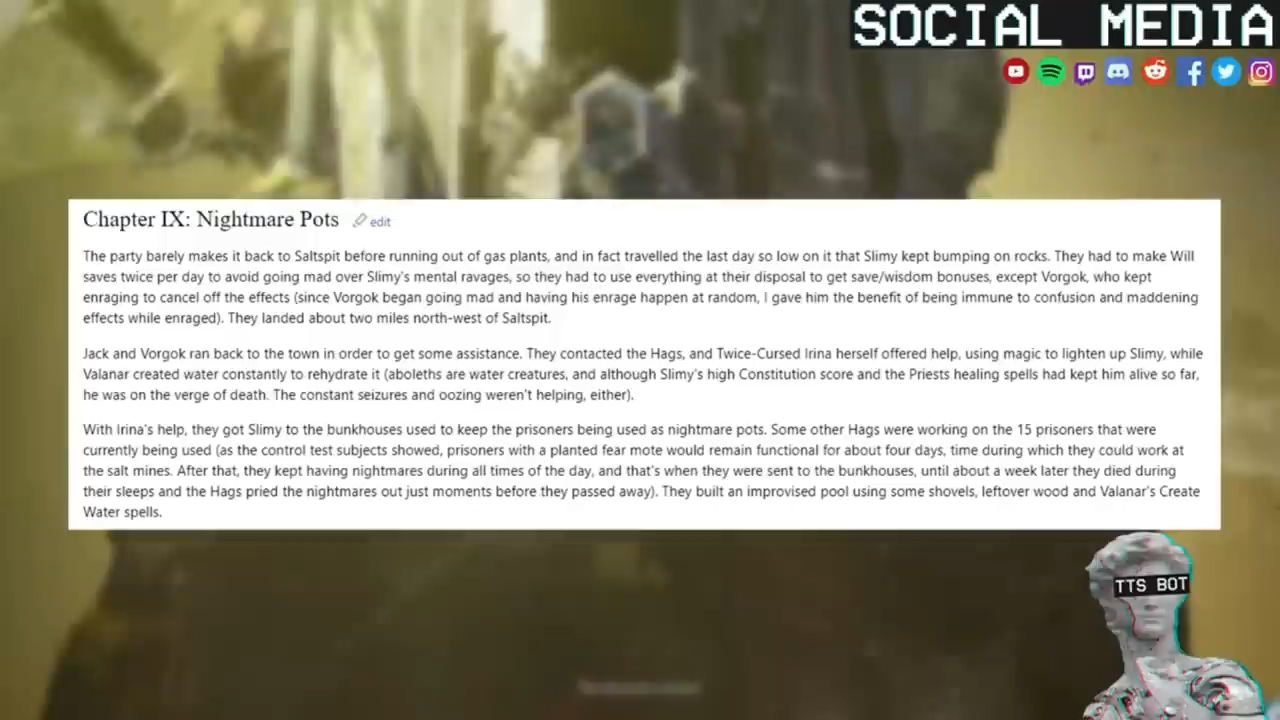 SOCIAL MEDIA
Chapter IX: Nightmare Pots edit
The party barely makes it back to Saltspit before running out of gas plants, and in fact travelled the last day so low on it that Slimy kept bumping on rocks. They had to make Will
saves twice per day to avoid going mad over Slimy's mental ravages, so they had to use everything at their disposal to get save/wisdom bonuses, except Vorgok, who kept
enraging to cancel off the effects (since Vorgok began going mad and having his enrage happen at random, I gave him the benefit of being immune to confusion and maddening
effects while enraged). They landed about two miles north-west of Saltspit.
Jack and Vorgok ran back to the town in order to get some assistance. They contacted the Hags, and Twice-Cursed Irina herself offered help, using magic to lighten up Slimy, while
Valanar created water constantly to rehydrate it (aboleths are water creatures, and although Slimy's high Constitution score and the Priests healing spells had kept him alive so far,
he was on the verge of death. The constant seizures and oozing weren't helping, either).
With Irina's help, they got Slimy to the bunkhouses used to keep the prisoners being used as nightmare pots. Some other Hags were working on the 15 prisoners that were
currently being used (as the control test subjects showed, prisoners with a planted fear mote would remain functional for about four days, time during which they could work at
the salt mines. After that, they kept having nightmares during all times of the day, and that's when they were sent to the bunkhouses, until about a week later they died during
their sleeps and the Hags pried the nightmares out just moments before they passed away). They built an improvised pool using some shovels, leftover wood and Valanar's Create
Water spells.
TTS BOT